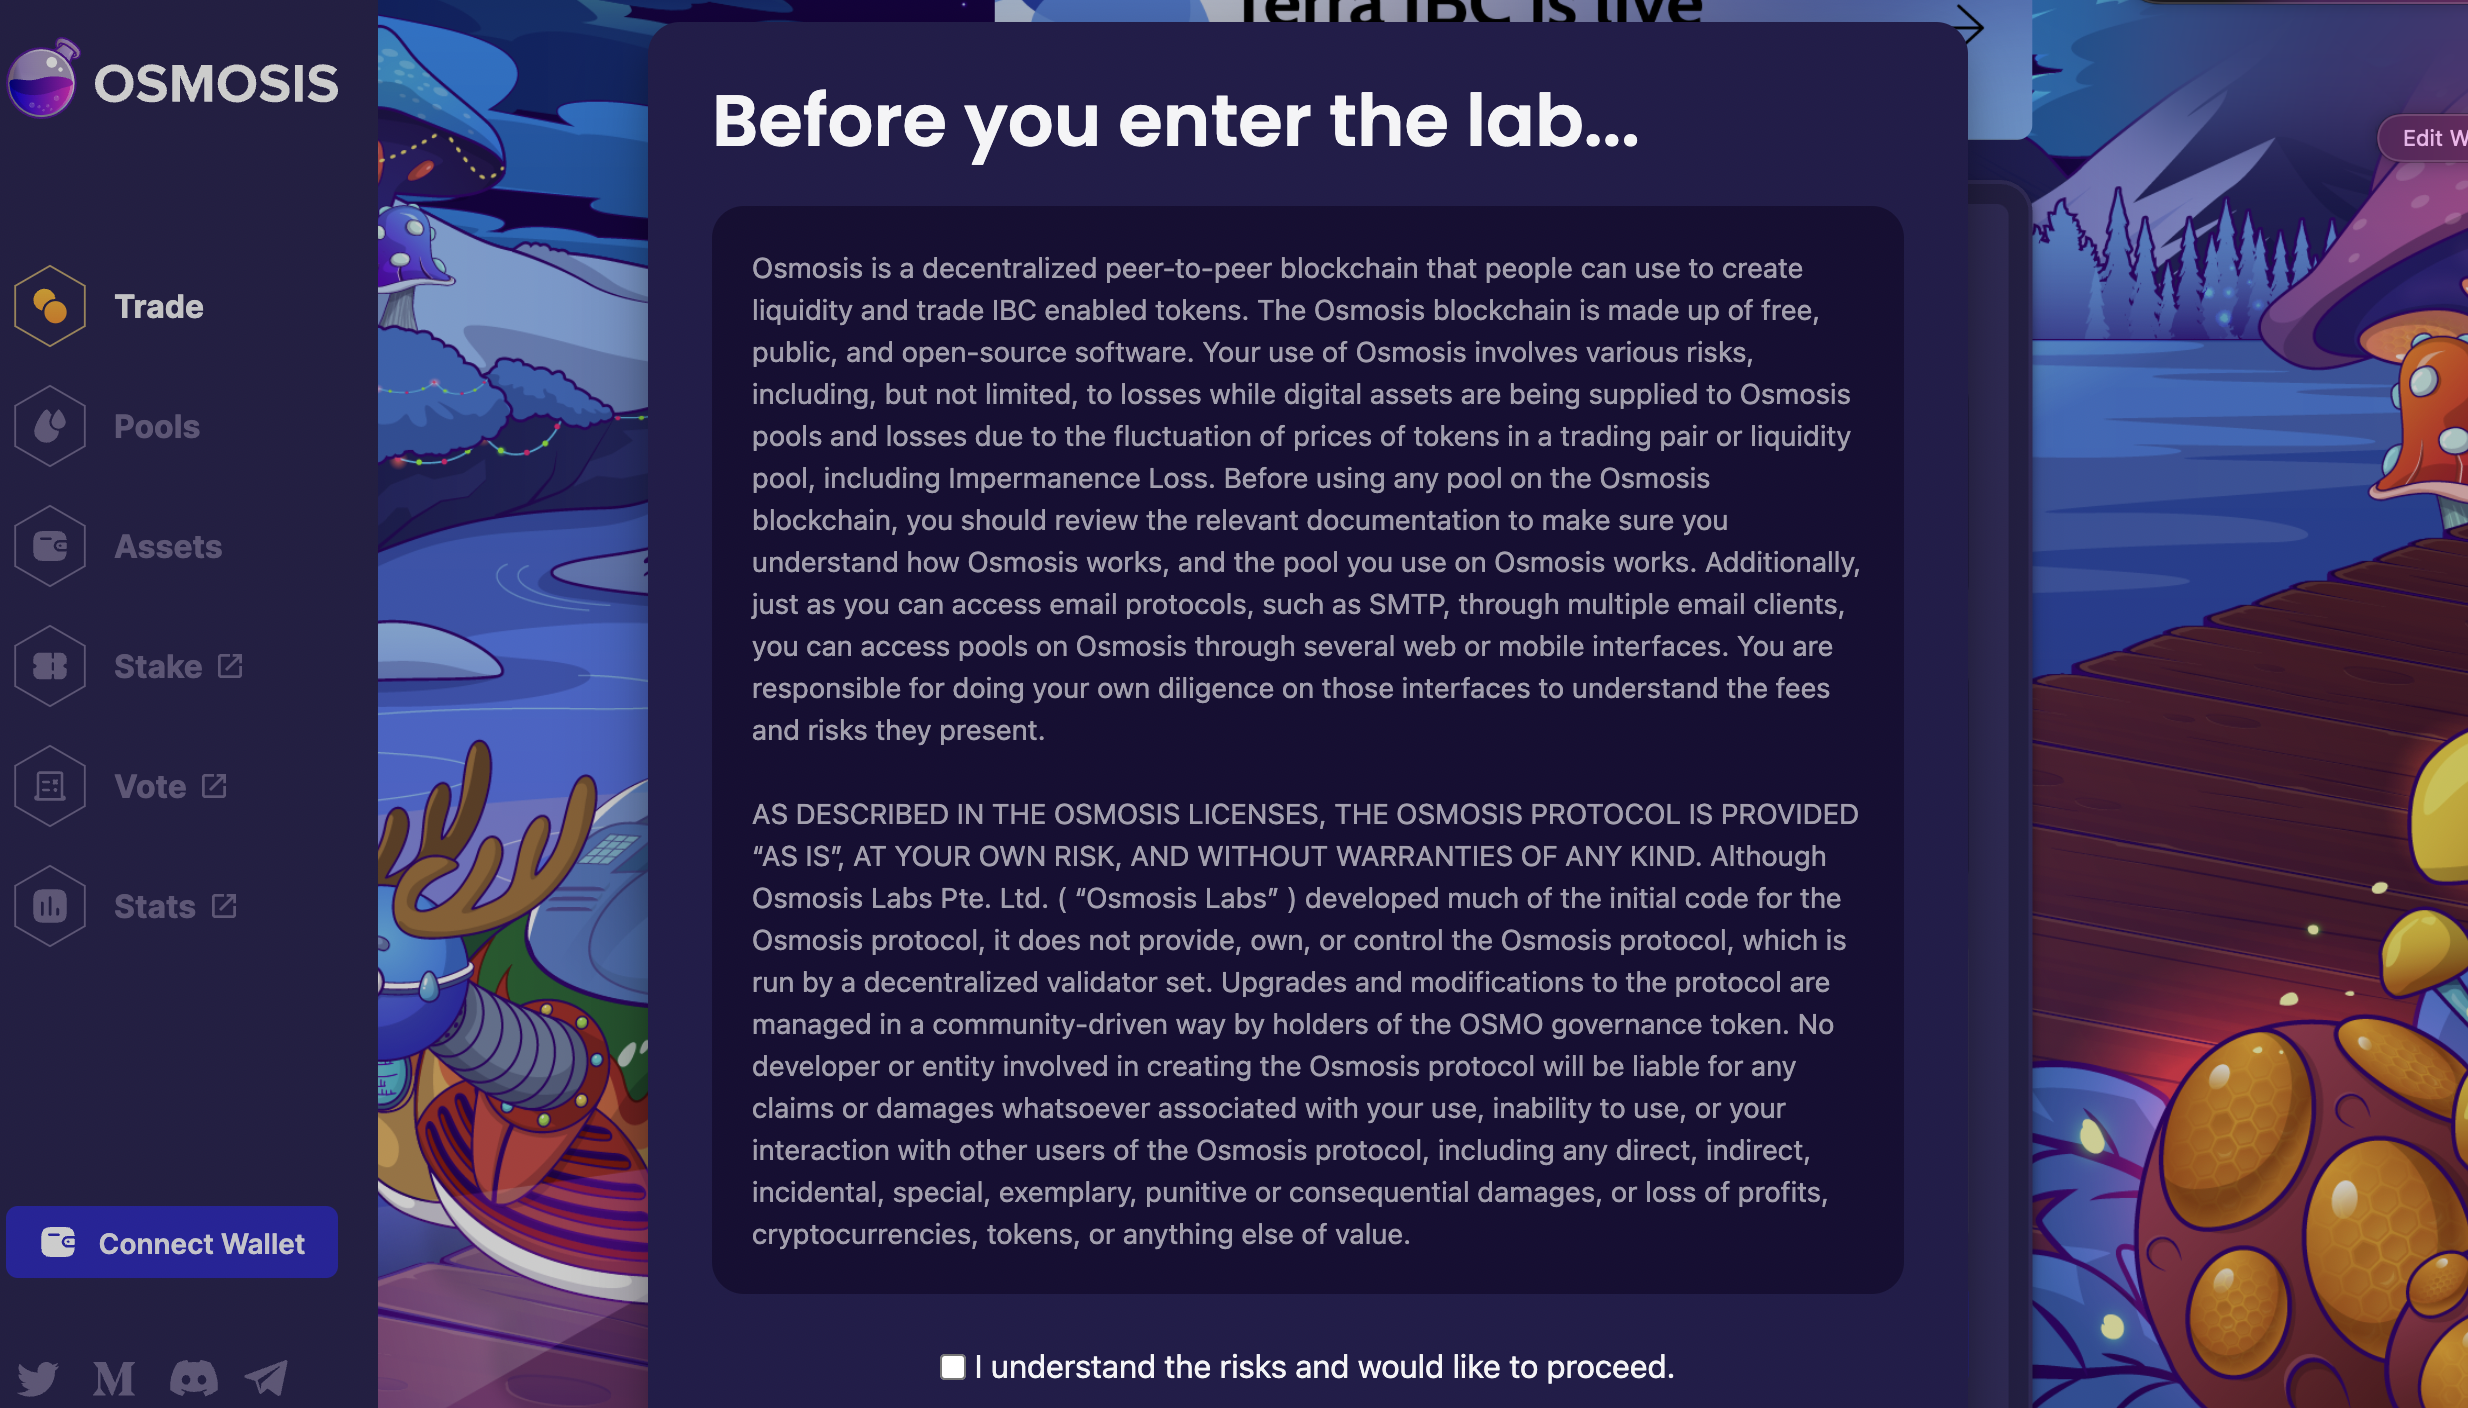 OSMOSIS
Trade
Pools
Assets
Stake
Vote
Stats
Connect Wallet
Terra IBC is live
Edit W
Before you enter the lab...
Osmosis is a decentralized peer-to-peer blockchain that people can use to create
liquidity and trade IBC enabled tokens. The Osmosis blockchain is made up of free,
public, and open-source software. Your use of Osmosis involves various risks,
including, but not limited, to losses while digital assets are being supplied to Osmosis
pools and losses due to the fluctuation of prices of tokens in a trading pair or liquidity
pool, including Impermanence Loss. Before using any pool on the Osmosis
blockchain, you should review the relevant documentation to make sure you
understand how Osmosis works, and the pool you use on Osmosis works. Additionally,
just as you can access email protocols, such as SMTP, through multiple email clients,
you can access pools on Osmosis through several web or mobile interfaces. You are
responsible for doing your own diligence on those interfaces to understand the fees
and risks they present.
AS DESCRIBED IN THE OSMOSIS LICENSES, THE OSMOSIS PROTOCOL IS PROVIDED
“AS IS”, AT YOUR OWN RISK, AND WITHOUT WARRANTIES OF ANY KIND. Although
Osmosis Labs Pte. Ltd. ( “Osmosis Labs” ) developed much of the initial code for the
Osmosis protocol, it does not provide, own, or control the Osmosis protocol, which is
run by a decentralized validator set. Upgrades and modifications to the protocol are
managed in a community-driven way by holders of the OSMO governance token. No
developer or entity involved in creating the Osmosis protocol will be liable for any
claims or damages whatsoever associated with your use, inability to use, or your
interaction with other users of the Osmosis protocol, including any direct, indirect,
incidental, special, exemplary, punitive or consequential damages, or loss of profits,
cryptocurrencies, tokens, or anything else of value.
I understand the risks and would like to proceed.